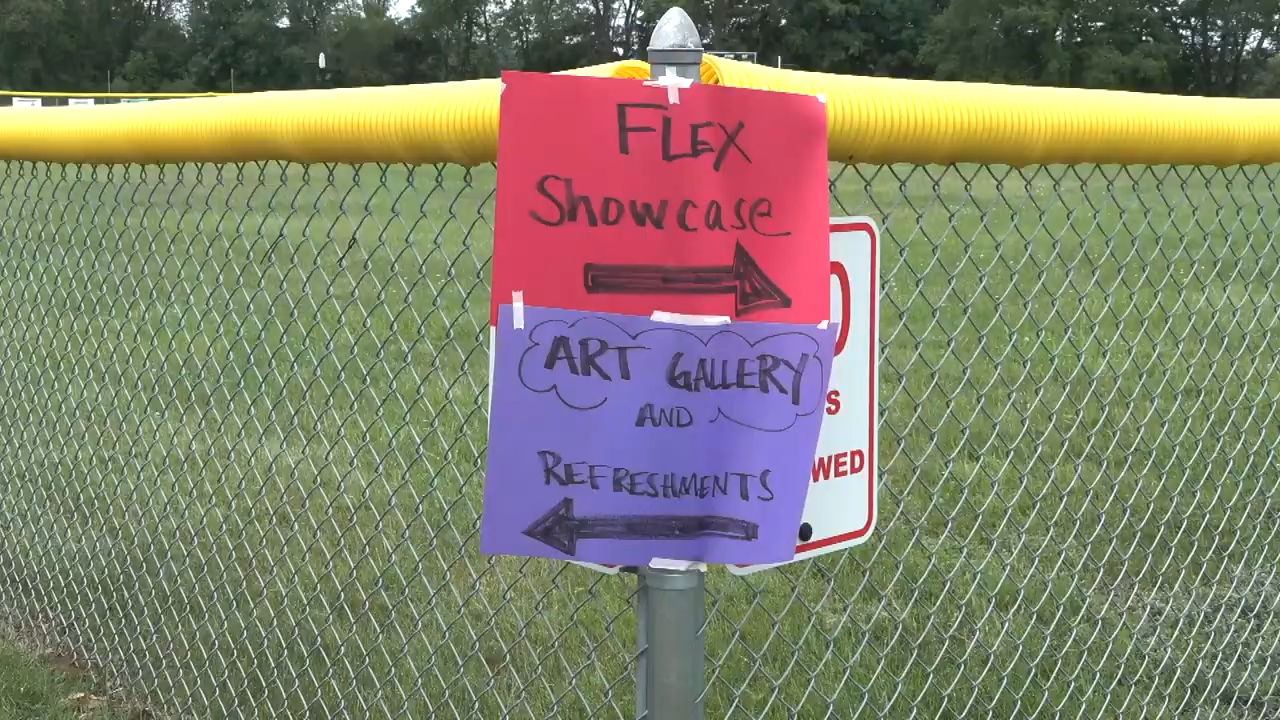 FLEX
Showcase
ART GALLERY
AND
REFRESHMENTS
S
WED